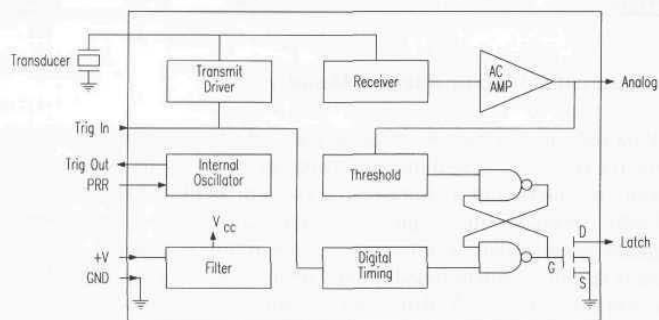 Transducer
Transmit
Driver
Receiver
AC
AMP
Analog
Trig In
Trig Out
PRR
Internal
Oscillator
Threshold
V cc
+V
GND
Filter
Digital
Timing
D
G
S
Latch